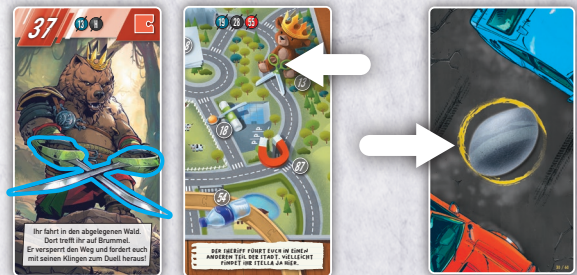 37
13
Ihr fahrt in den abgelegenen Wald.
Dort trefft ihr auf Brummel.
Er versperrt den Weg und fordert euch
mit seinen Klingen zum Duell heraus!
19 28 55
13
18
87
54
DER SHERIFF FÜHRT EUCH IN EINEN
ANDEREN TEIL DER STADT. VIELLEICHT
FINDET IHR STELLA JA HIER.